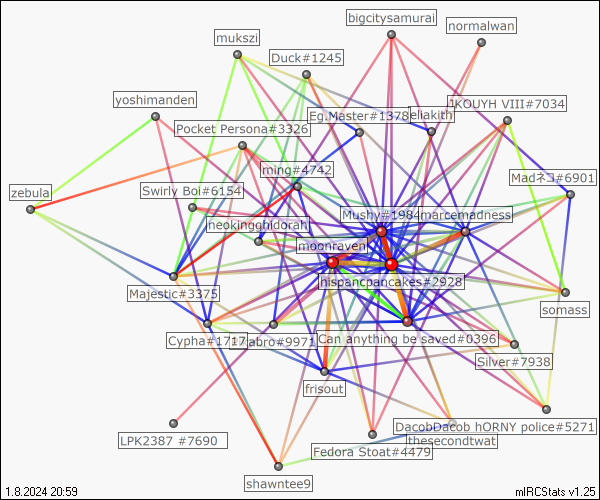 bigcitysamurai
normalwan
mukszi
Duck#1245
yoshimanden
Eg.Master#1378
eliakith
KOUYH VIII#7034
Pocket Persona#3326
ming#4742
Madネコ#6901
zebula
Swirly Boi#6154
Mushy#1984
marcemadness
neokingghidorah
moonraven
hispancpancakes#2928
Majestic#3375
somass
Cypha#1717
abro#9971
Can anything be saved#0396
Silver#7938
frisout
DacobDacob hORNY police#5271
LPK2387 #7690
Fedora Stoat#4479
thesecondtwat
shawntee9
1.8.2024 20:59
mIRCStats v1.25